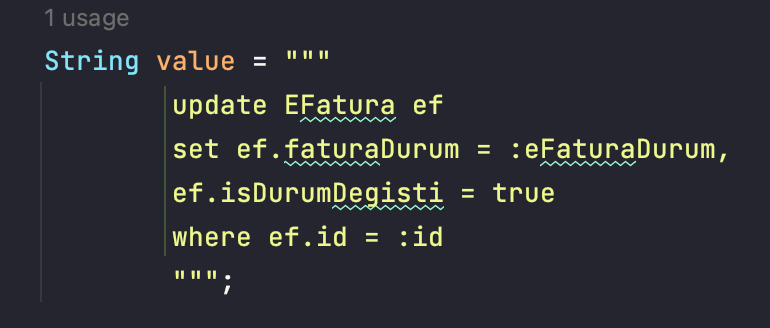 1 usage
String value = """
update EFatura ef
set ef.faturaDurum = :eFaturaDurum,
ef.isDurumDegisti = true
where ef.id = :id
""";